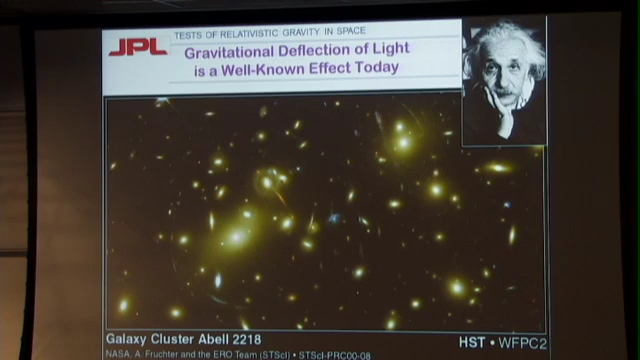 JPL
TESTS OF RELATIVISTIC GRAVITY IN SPACE
Gravitational Deflection of Light
is a Well-Known Effect Today
Galaxy Cluster Abell 2218
HST • WFPC2
NASA, A. Fruchter and the ERO Team (STScI) • STScI-PRC00-08